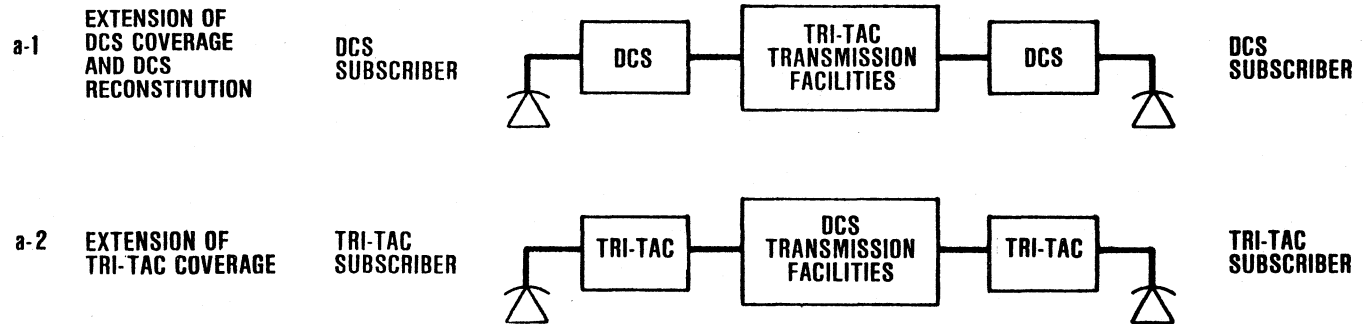 a-1
EXTENSION OF
DCS COVERAGE
AND DCS
RECONSTITUTION
DCS
SUBSCRIBER
DCS
TRI-TAC
TRANSMISSION
FACILITIES
DCS
DCS
SUBSCRIBER
a-2
EXTENSION OF
TRI-TAC COVERAGE
TRI-TAC
SUBSCRIBER
TRI-TAC
DCS
TRANSMISSION
FACILITIES
TRI-TAC
TRI-TAC
SUBSCRIBER